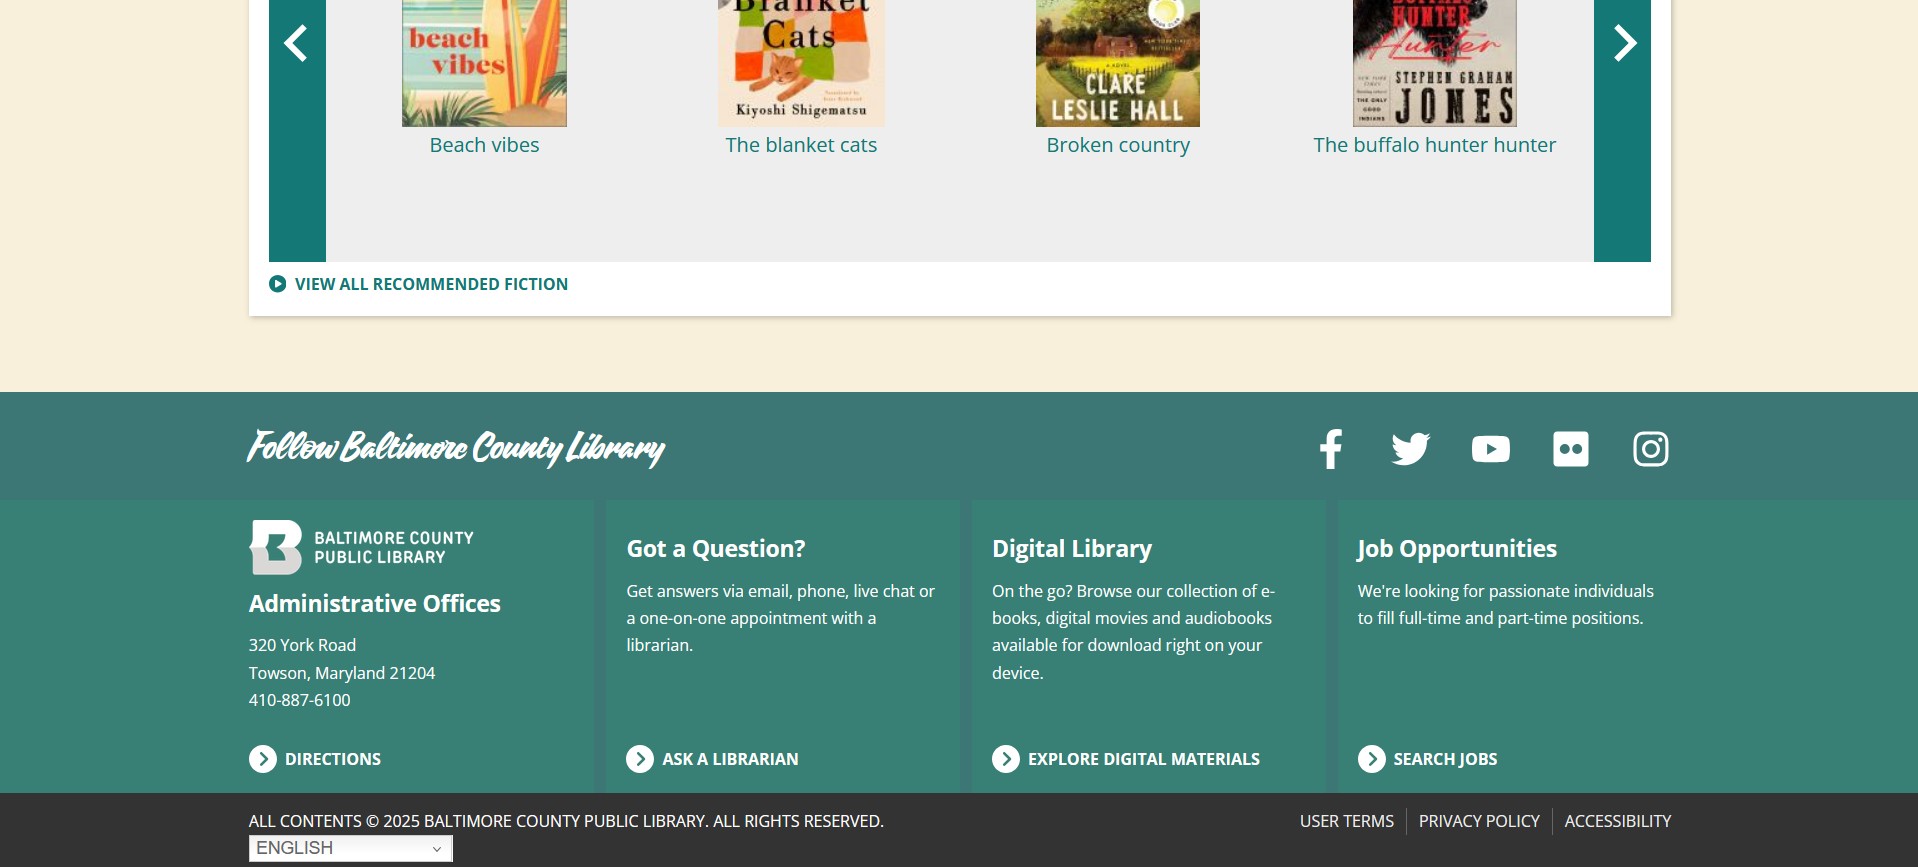 beach
vibes
Blanket
Cats
Kiyoshi Shigematsu
A NOVEL
CLARE
LESLIE HALL
HUNTER
Hunter
THE ONLY
GOOD
INDIANS
STEPHEN GRAHAM
JONES
Beach vibes
The blanket cats
Broken country
The buffalo hunter hunter
VIEW ALL RECOMMENDED FICTION
Follow Baltimore County Library
BALTIMORE COUNTY
PUBLIC LIBRARY
Administrative Offices
320 York Road
Towson, Maryland 21204
410-887-6100
DIRECTIONS
Got a Question?
Get answers via email, phone, live chat or
a one-on-one appointment with a
librarian.
ASK A LIBRARIAN
Digital Library
On the go? Browse our collection of e-
books, digital movies and audiobooks
available for download right on your
device.
EXPLORE DIGITAL MATERIALS
Job Opportunities
We're looking for passionate individuals
to fill full-time and part-time positions.
SEARCH JOBS
ALL CONTENTS © 2025 BALTIMORE COUNTY PUBLIC LIBRARY. ALL RIGHTS RESERVED.
USER TERMS
PRIVACY POLICY
ACCESSIBILITY
ENGLISH